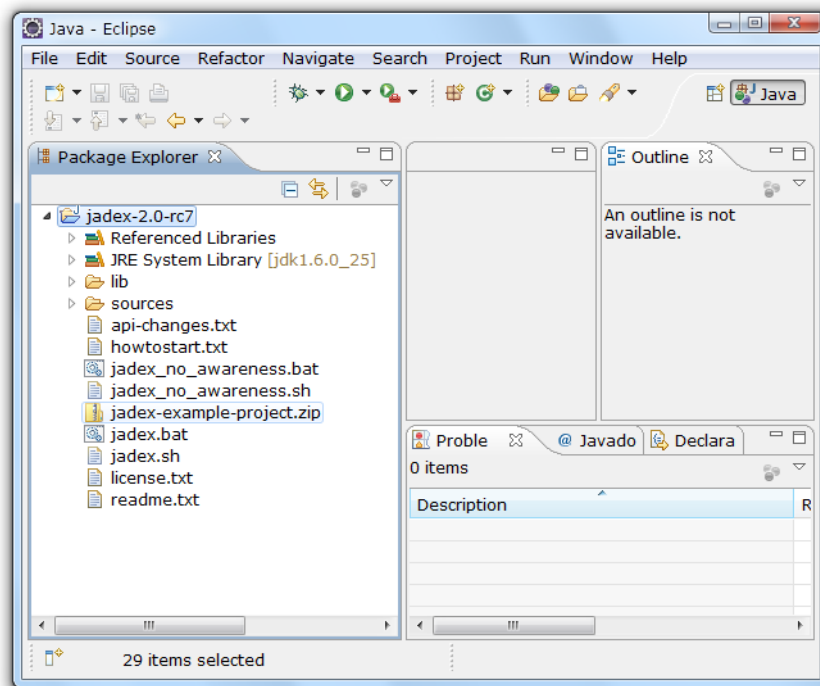 Java - Eclipse
File Edit Source Refactor Navigate Search Project Run Window Help
Java
Package Explorer
Outline
An outline is not
available.
jadex-2.0-rc7
Referenced Libraries
JRE System Library [jdk1.6.0_25]
lib
sources
api-changes.txt
howtostart.txt
jadex_no_awareness.bat
jadex_no_awareness.sh
jadex-example-project.zip
jadex.bat
jadex.sh
license.txt
readme.txt
Proble @ Javado Declara
0 items
Description R
29 items selected